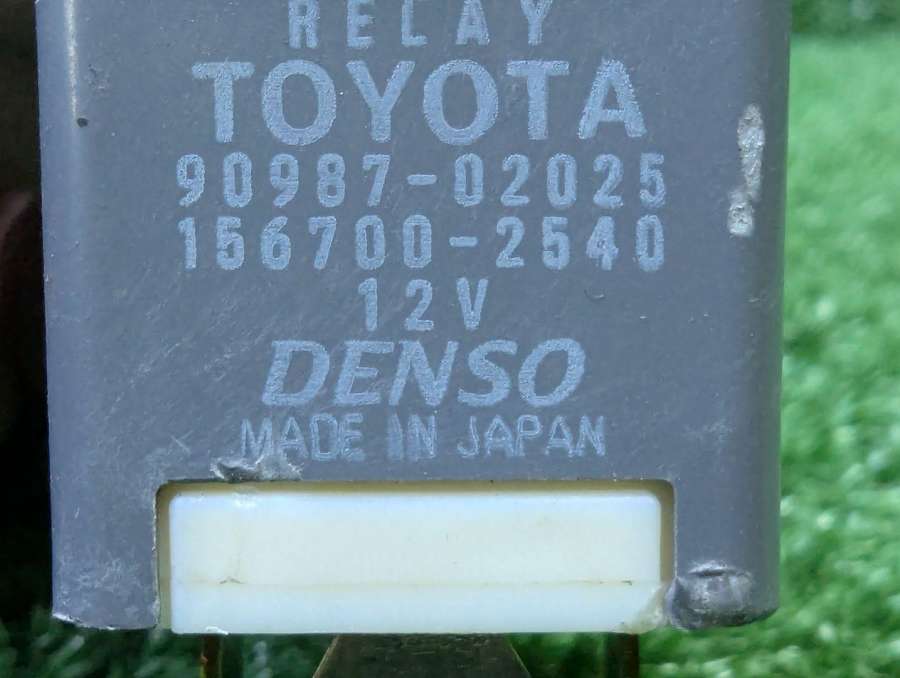 RELAY
TOYOTA
90987-02025
156700-2540
12V
DENSO
MADE IN JAPAN